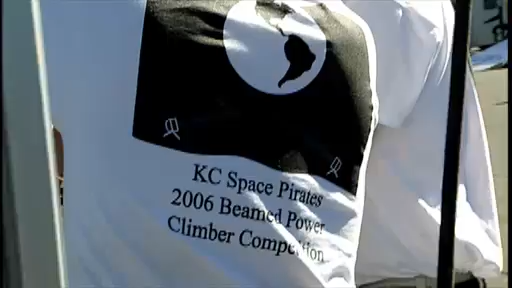 KC Space Pirates
2006 Beamed Power
Climber Competition